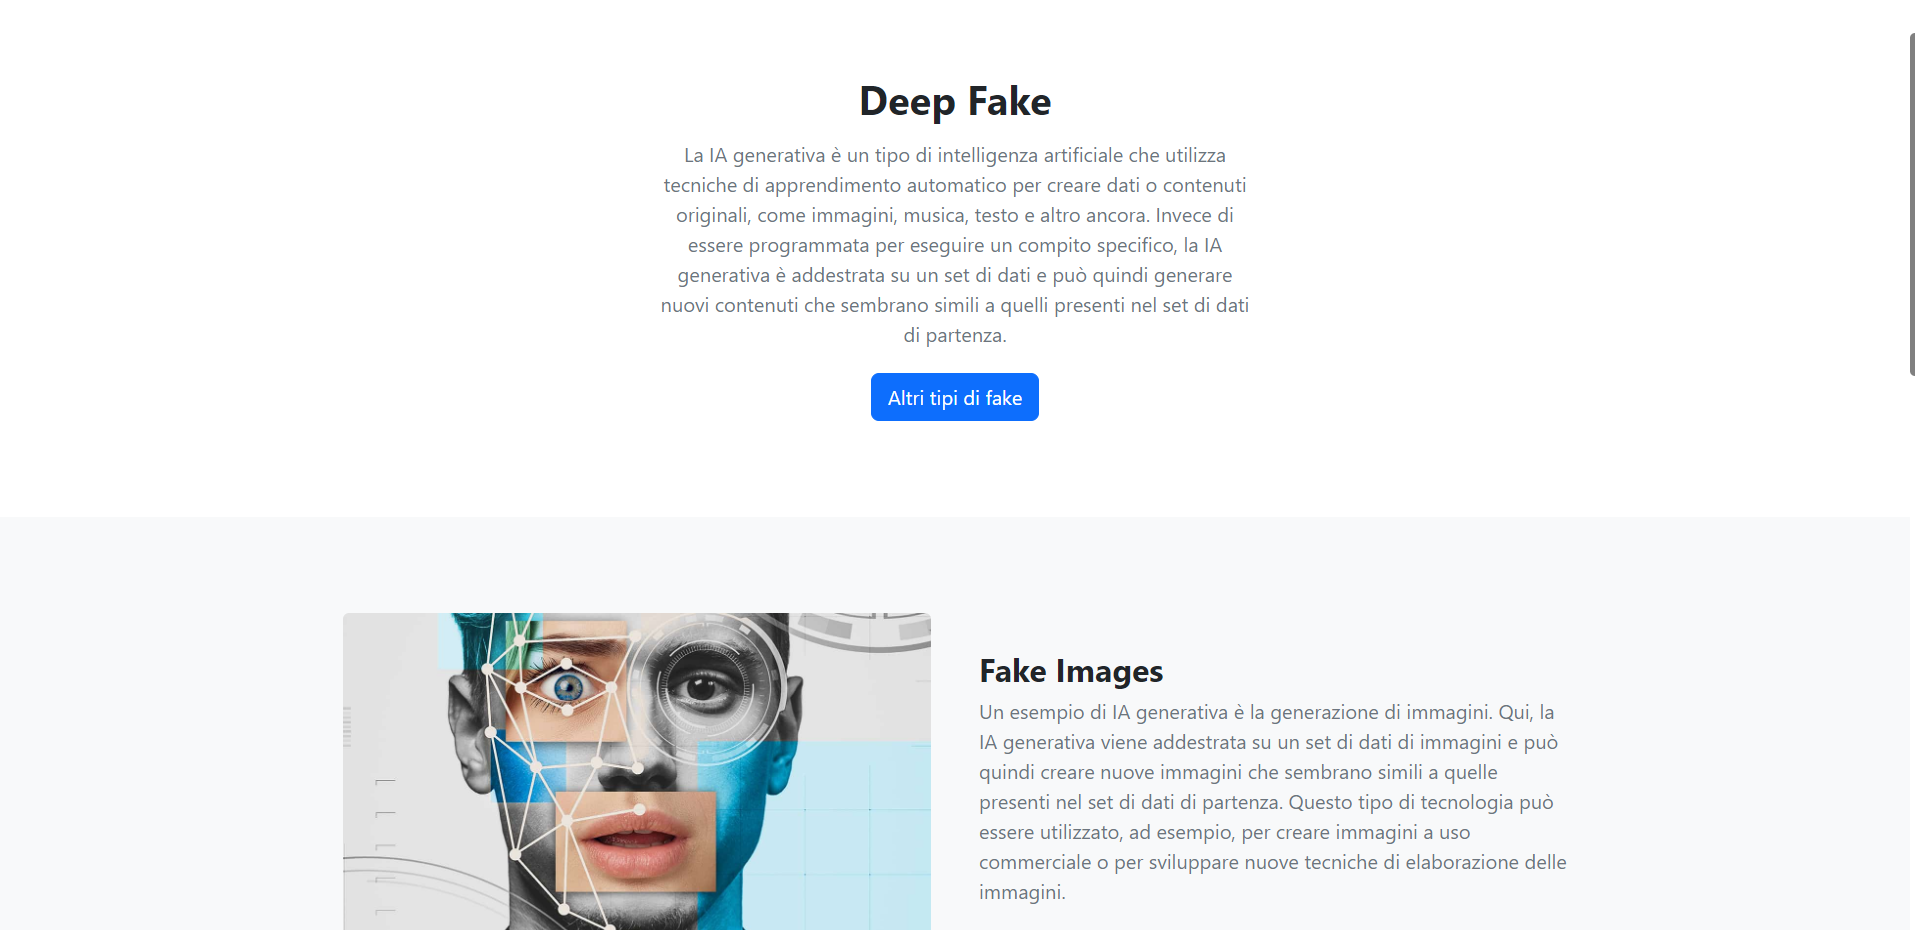 Deep Fake
La IA generativa è un tipo di intelligenza artificiale che utilizza
tecniche di apprendimento automatico per creare dati o contenuti
originali, come immagini, musica, testo e altro ancora. Invece di
essere programmata per eseguire un compito specifico, la IA
generativa è addestrata su un set di dati e può quindi generare
nuovi contenuti che sembrano simili a quelli presenti nel set di dati
di partenza.
Altri tipi di fake
Fake Images
Un esempio di IA generativa è la generazione di immagini. Qui, la
IA generativa viene addestrata su un set di dati di immagini e può
quindi creare nuove immagini che sembrano simili a quelle
presenti nel set di dati di partenza. Questo tipo di tecnologia può
essere utilizzato, ad esempio, per creare immagini a uso
commerciale o per sviluppare nuove tecniche di elaborazione delle
immagini.